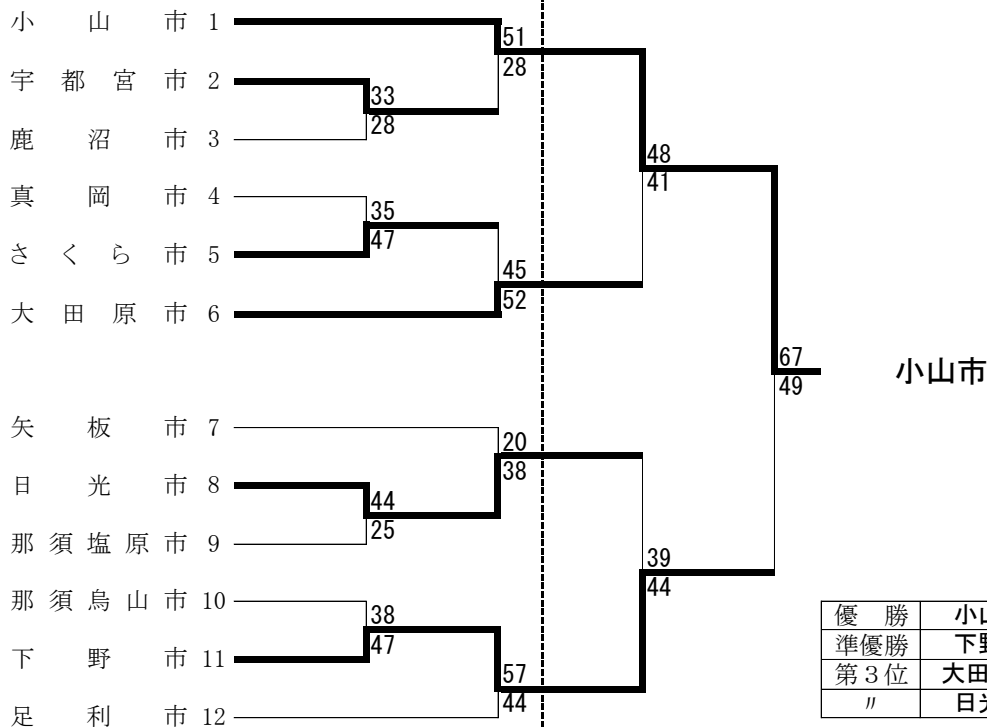 小山市 1
51
28
宇都宮市 2
33
28
鹿沼市 3
48
41
真岡市 4
35
47
さくら市 5
45
52
大田原市 6
67
49
小山市
矢板市 7
20
38
日光市 8
44
25
那須塩原市 9
39
44
那須烏山市 10
38
47
下野市 11
57
44
足利市 12
優勝 小山
準優勝 下野
第3位 大田
〃 日光